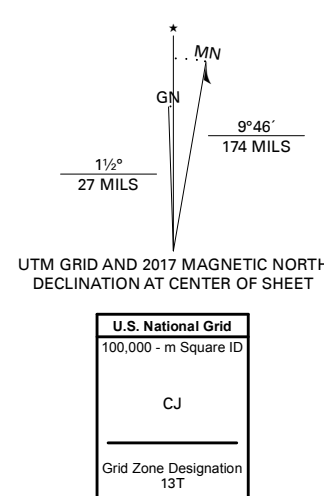 ★
MN
GN
9°46´
174 MILS
1½°
27 MILS
UTM GRID AND 2017 MAGNETIC NORTH
DECLINATION AT CENTER OF SHEET
U.S. National Grid
100,000 - m Square ID
CJ
Grid Zone Designation
13T